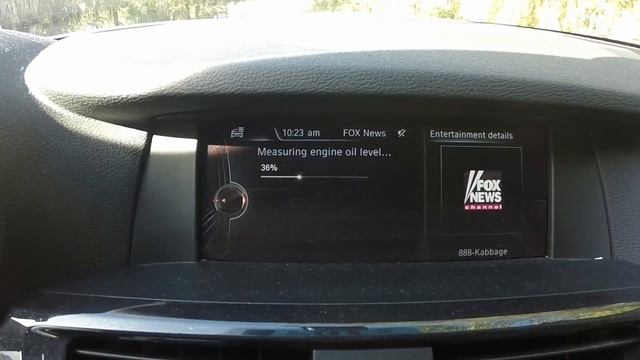 10:23 am FOX News
Measuring engine oil level...
36%
Entertainment details
FOX
NEWS
channel
888-Kabbage